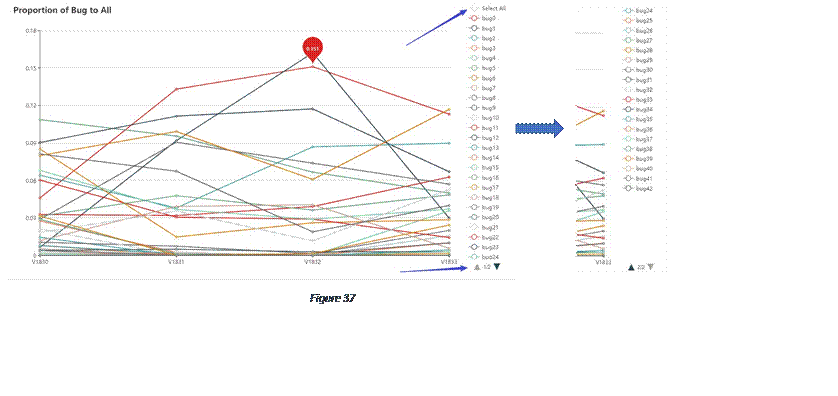 Proportion of Bug to All
0.18
0.15
0.12
0.09
0.06
0.03
0
0.151
V1830
V1831
V1832
V1833
Select All
bug0
bug1
bug2
bug3
bug4
bug5
bug6
bug7
bug8
bug9
bug10
bug11
bug12
bug13
bug14
bug15
bug16
bug17
bug18
bug19
bug20
bug21
bug22
bug23
bug24
1/2
bug24
bug25
bug26
bug27
bug28
bug29
bug30
bug31
bug32
bug33
bug34
bug35
bug36
bug37
bug38
bug39
bug40
bug41
bug42
V1833
2/2
Figure 37